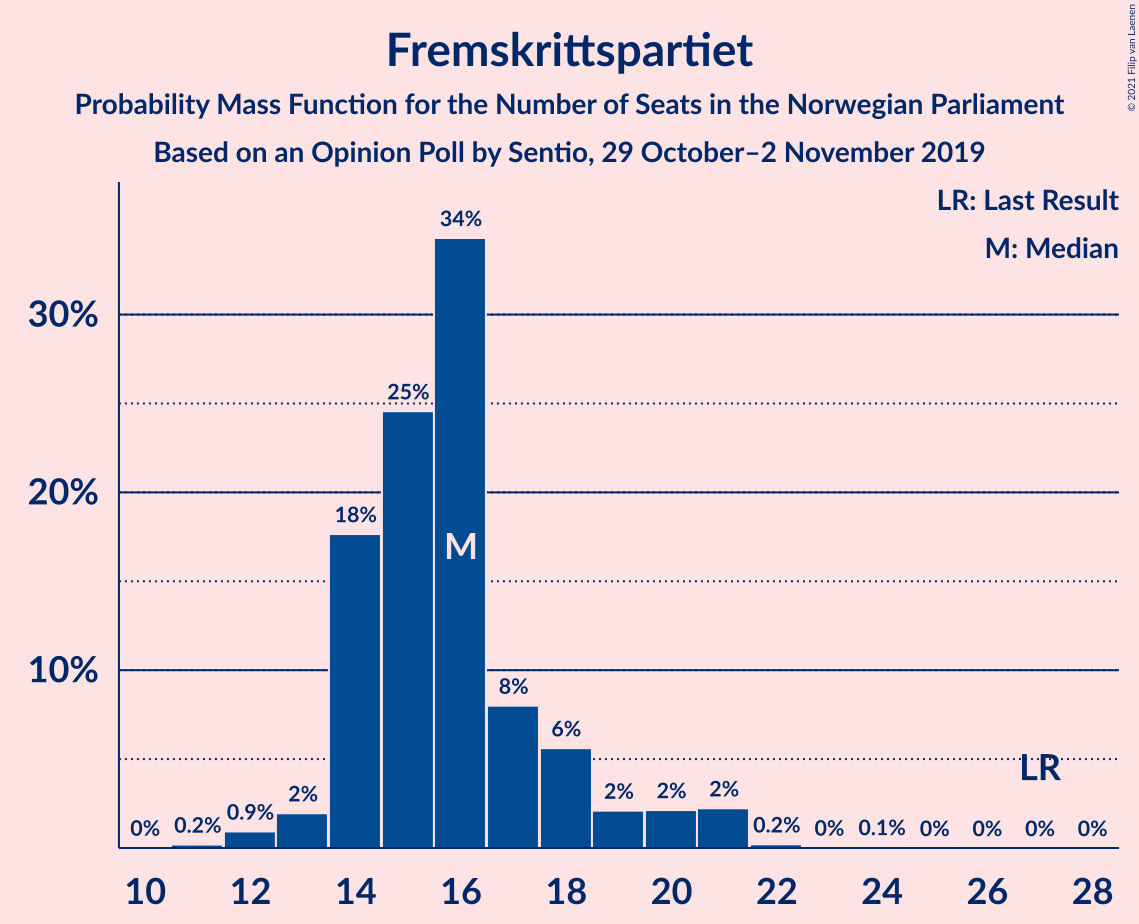 Fremskrittspartiet
Probability Mass Function for the Number of Seats in the Norwegian Parliament
Based on an Opinion Poll by Sentio, 29 October–2 November 2019
© 2021 Filip van Laenen
LR: Last Result
M: Median
30%
20%
10%
0% 0.2% 0.9% 2% 18% 25% 34% 8% 6% 2% 2% 2% 0.2% 0% 0.1% 0% 0% 0% 0%
M
LR
10 12 14 16 18 20 22 24 26 28